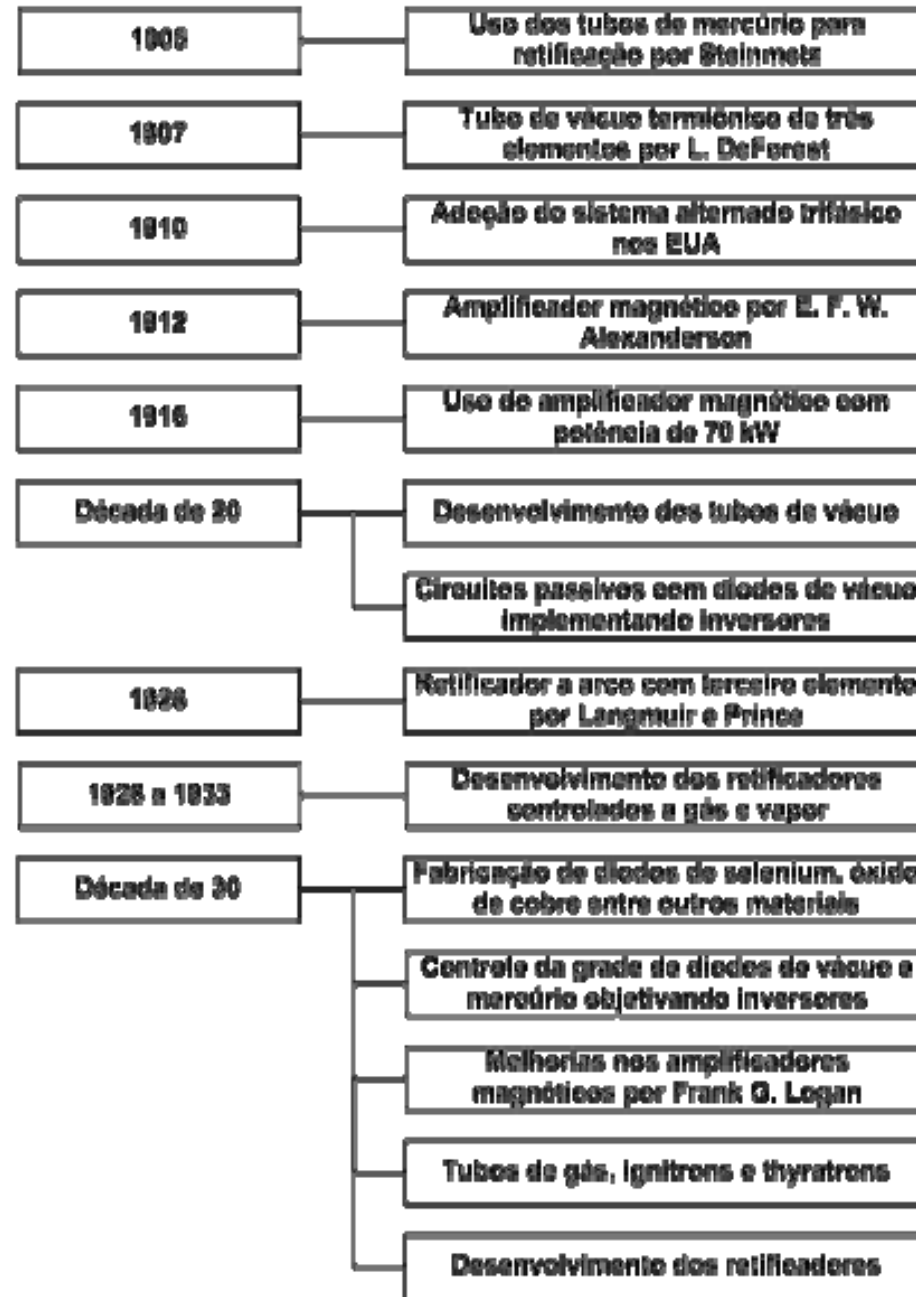 Uso dos tubos de mercúrio para
retificação por Steinmetz
1907
Tubo de vácuo termiônico de três
elementos por L. DeForest
1910
Adoção do sistema alternado trifásico
nos EUA
1912
Amplificador magnético por E. F. W.
Alexanderson
1916
Uso de amplificador magnético com
potência de 70 kW
Década de 20
Desenvolvimento dos tubos de vácuo
Circuitos passivos com diodos de vácuo
implementando inversores
1926
Retificador a arco com terceiro elemento
por Langmuir e Prince
1928 a 1933
Desenvolvimento dos retificadores
controlados a gás e vapor
Década de 30
Fabricação de diodos de selenium, óxido
de cobre entre outros materiais
Controle da grade de diodos de vácuo e
mercúrio objetivando inversores
Melhorias nos amplificadores
magnéticos por Frank G. Logan
Tubos de gás, ignitrons e thyratrons
Desenvolvimento dos retificadores